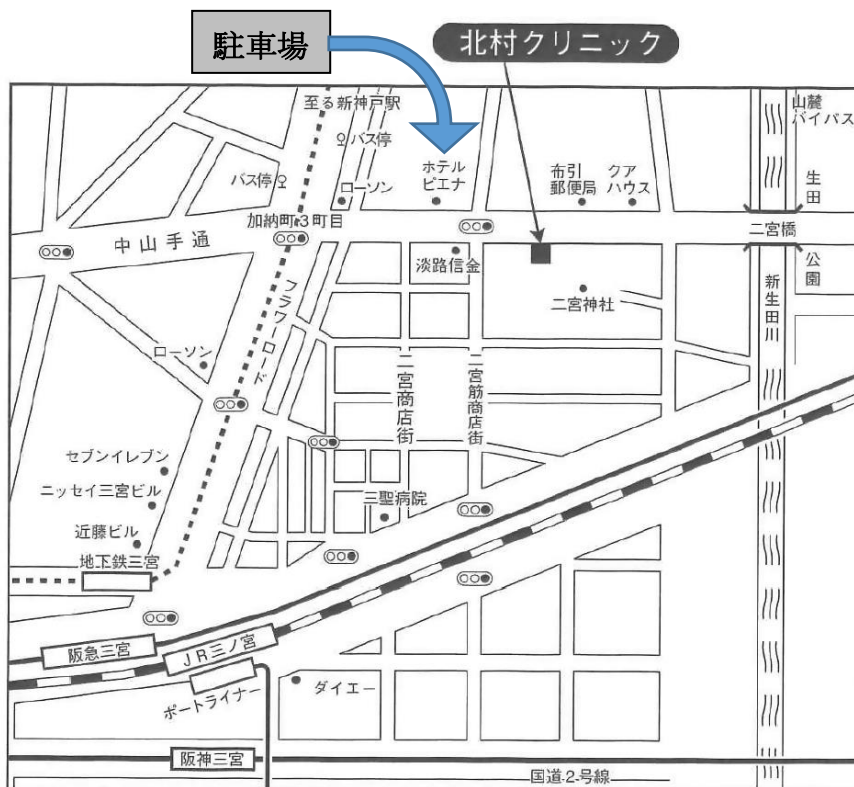 駐車場
北村クリニック
至る新神戸駅
バス停
バス停
ローソン
ホテル
ピエナ
布引
郵便局
クア
ハウス
山麓
バイパス
生田
公園
加納町3町目
中山手通
淡路信金
二宮橋
二宮神社
新生田川
フラワーロード
ローソン
二宮商店街
二宮筋商店街
セブンイレブン
ニッセイ三宮ビル
三聖病院
近藤ビル
地下鉄三宮
阪急三宮
JR三ノ宮
ポートライナー
ダイエー
阪神三宮
国道2号線